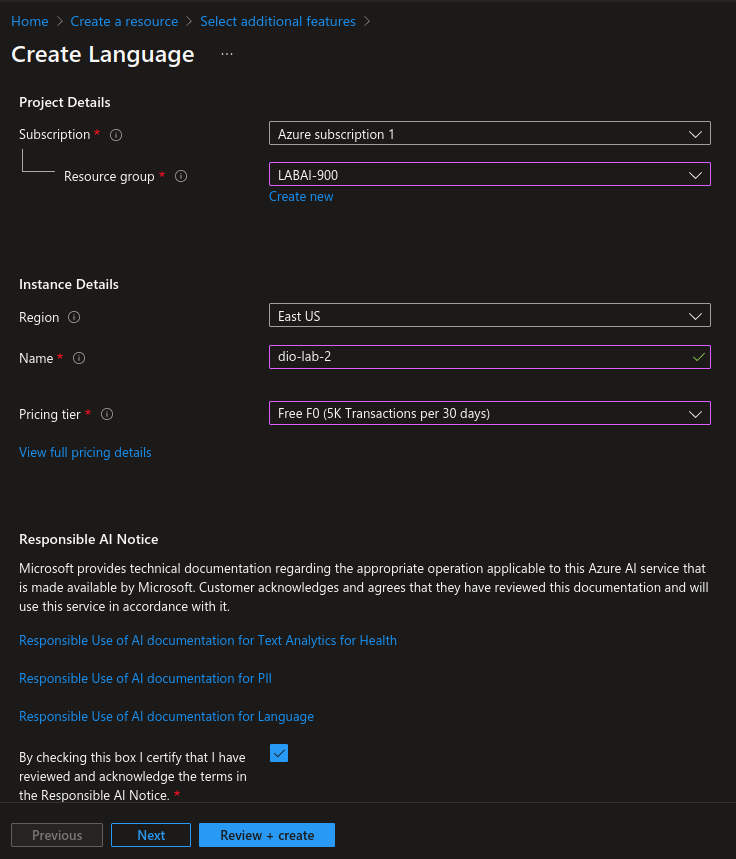 Home > Create a resource > Select additional features >
Create Language ...
Project Details
Subscription * Azure subscription 1
Resource group * LABAI-900
Create new
Instance Details
Region East US
Name * dio-lab-2
Pricing tier * Free F0 (5K Transactions per 30 days)
View full pricing details
Responsible AI Notice
Microsoft provides technical documentation regarding the appropriate operation applicable to this Azure AI service that
is made available by Microsoft. Customer acknowledges and agrees that they have reviewed this documentation and will
use this service in accordance with it.
Responsible Use of AI documentation for Text Analytics for Health
Responsible Use of AI documentation for PII
Responsible Use of AI documentation for Language
By checking this box I certify that I have
reviewed and acknowledge the terms in
the Responsible AI Notice. *
Previous Next Review + create